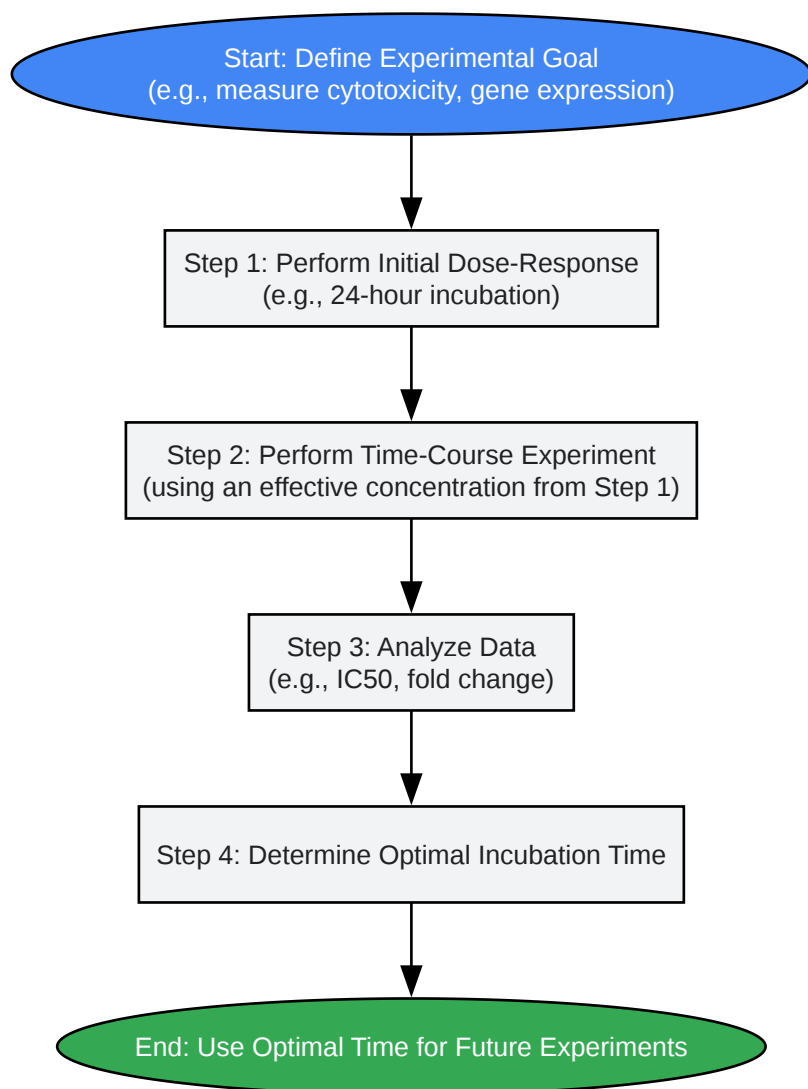 Start: Define Experimental Goal
(e.g., measure cytotoxicity, gene expression)
Step 1: Perform Initial Dose-Response
(e.g., 24-hour incubation)
Step 2: Perform Time-Course Experiment
(using an effective concentration from Step 1)
Step 3: Analyze Data
(e.g., IC50, fold change)
Step 4: Determine Optimal Incubation Time
End: Use Optimal Time for Future Experiments